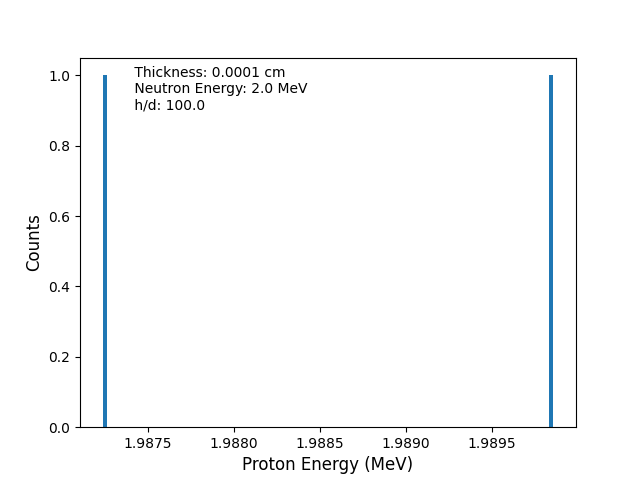 Thickness: 0.0001 cm
Neutron Energy: 2.0 MeV
h/d: 100.0
1.0
0.8
0.6
0.4
0.2
0.0
Counts
1.9875 1.9880 1.9885 1.9890 1.9895
Proton Energy (MeV)